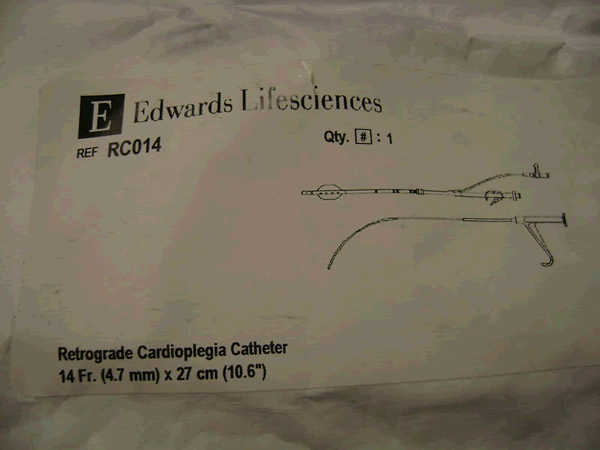 E Edwards Lifesciences
REF RC014
Qty. # : 1
Retrograde Cardioplegia Catheter
14 Fr. (4.7 mm) x 27 cm (10.6")